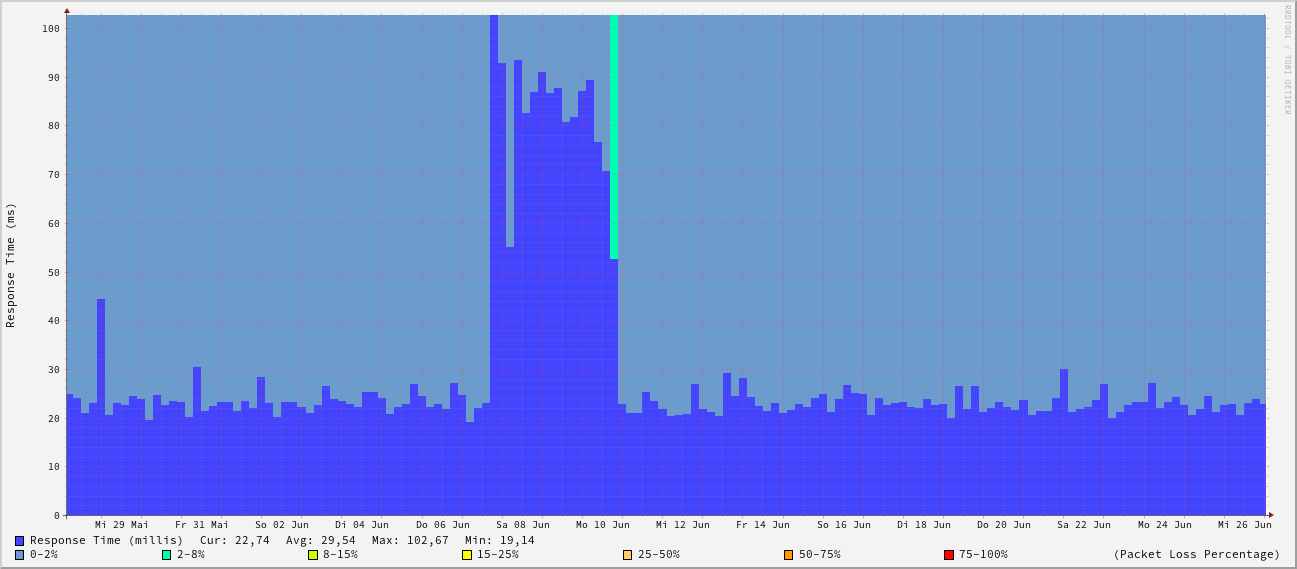 RRDTOOL / TOBI OETIKER
Response Time (ms)
100
90
80
70
60
50
40
30
20
10
0
Mi 29 Mai Fr 31 Mai So 02 Jun Di 04 Jun Do 06 Jun Sa 08 Jun Mo 10 Jun Mi 12 Jun Fr 14 Jun So 16 Jun Di 18 Jun Do 20 Jun Sa 22 Jun Mo 24 Jun Mi 26 Jun
Response Time (millis) Cur: 22,74 Avg: 29,54 Max: 102,67 Min: 19,14
0-2% 2-8% 8-15% 15-25% 25-50% 50-75% 75-100% (Packet Loss Percentage)